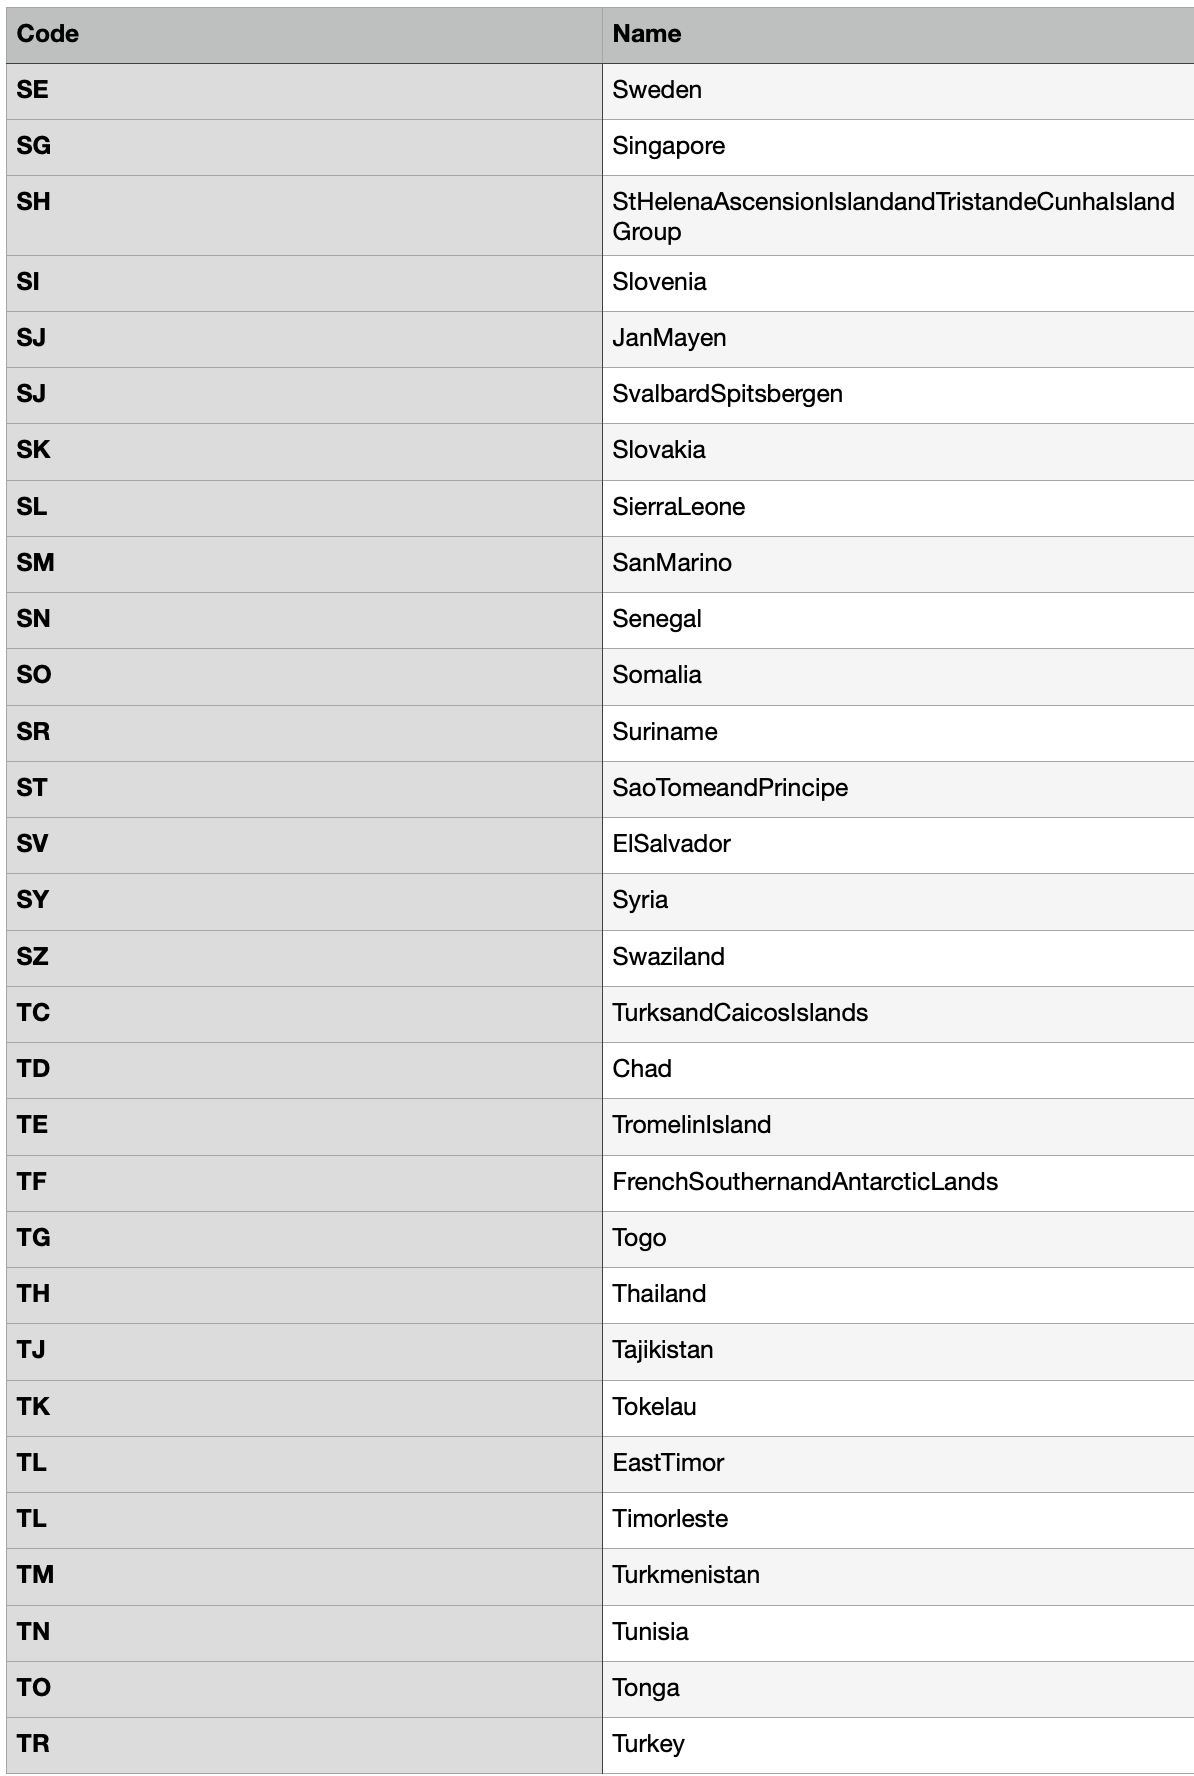 Code Name
SE Sweden
SG Singapore
SH StHelenaAscensionIslandandTristandeCunhaIsland
Group
SI Slovenia
SJ JanMayen
SJ SvalbardSpitsbergen
SK Slovakia
SL SierraLeone
SM SanMarino
SN Senegal
SO Somalia
SR Suriname
ST SaoTomeandPrincipe
SV ElSalvador
SY Syria
SZ Swaziland
TC TurksandCaicosIslands
TD Chad
TE TromelinIsland
TF FrenchSouthernandAntarcticLands
TG Togo
TH Thailand
TJ Tajikistan
TK Tokelau
TL EastTimor
TL Timorleste
TM Turkmenistan
TN Tunisia
TO Tonga
TR Turkey